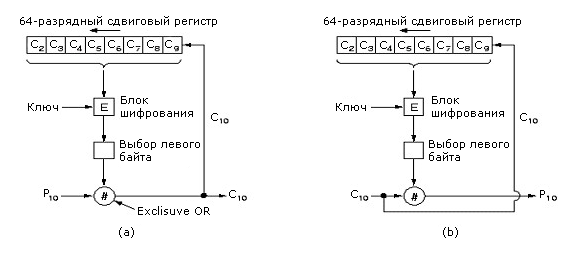 64-разрядный сдвиговый регистр
C2 C3 C4 C5 C6 C7 C8 C9
Ключ
E
Блок
шифрования
C10
Выбор левого
байта
P10
#
C10
Exclisuve OR
(a)
64-разрядный сдвиговый регистр
C2 C3 C4 C5 C6 C7 C8 C9
Ключ
E
Блок
шифрования
C10
Выбор левого
байта
C10
#
P10
(b)